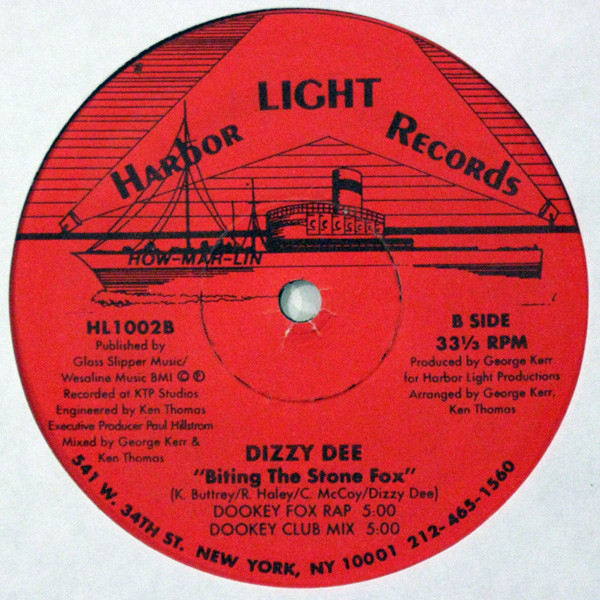 Harbor LIGHT Records
HOW-MAR-LIN
HL1002B
Published by
Glass Slipper Music/
Wesaline Music BMI © ℗
Recorded at KTP Studios
Engineered by Ken Thomas
Executive Producer Paul Hillstrom
Mixed by George Kerr &
Ken Thomas
B SIDE
33⅓ RPM
Produced by George Kerr
for Harbor Light Productions
Arranged by George Kerr,
Ken Thomas
DIZZY DEE
"Biting The Stone Fox"
(K. Buttrey/R. Haley/C. McCoy/Dizzy Dee)
DOOKEY FOX RAP 5:00
DOOKEY CLUB MIX 5:00
541 W. 34TH ST. NEW YORK, NY 10001 212-465-1560